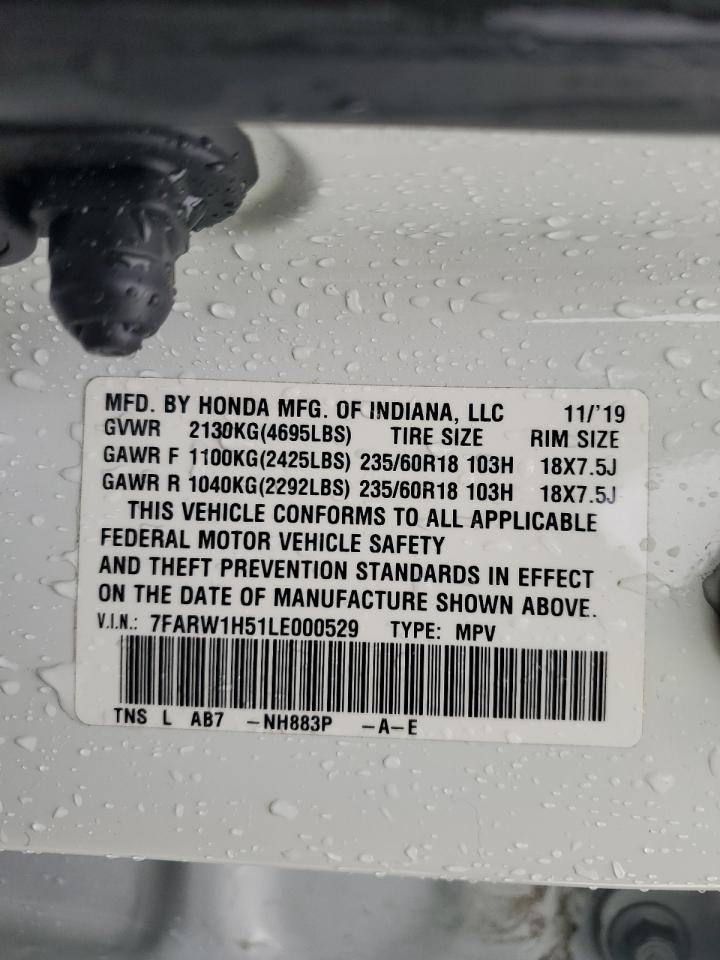 MFD. BY HONDA MFG. OF INDIANA, LLC 11/'19
GVWR 2130KG(4695LBS) TIRE SIZE RIM SIZE
GAWR F 1100KG(2425LBS) 235/60R18 103H 18X7.5J
GAWR R 1040KG(2292LBS) 235/60R18 103H 18X7.5J
THIS VEHICLE CONFORMS TO ALL APPLICABLE
FEDERAL MOTOR VEHICLE SAFETY
AND THEFT PREVENTION STANDARDS IN EFFECT
ON THE DATE OF MANUFACTURE SHOWN ABOVE.
V.I.N.: 7FARW1H51LE000529 TYPE: MPV
TNS L AB7 -NH883P -A-E